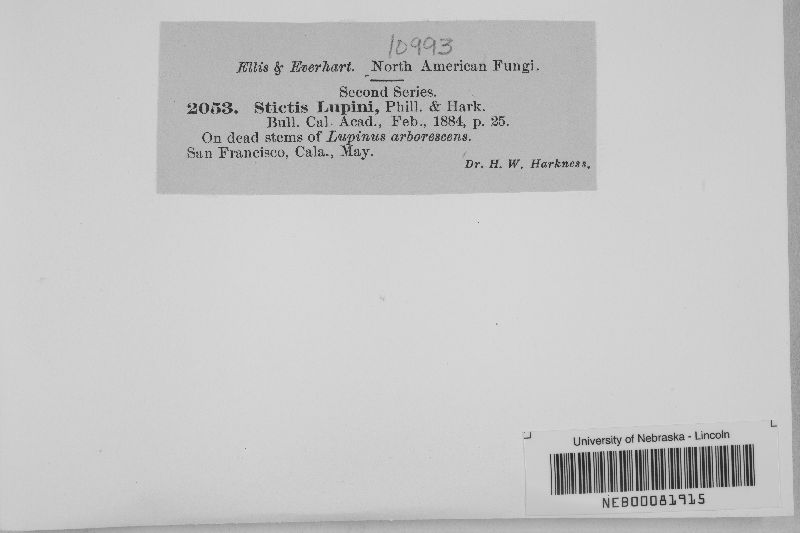 10993
Ellis & Everhart. North American Fungi.
Second Series.
2053. Stictis Lupini, Phill. & Hark.
Bull. Cal. Acad., Feb., 1884, p. 25.
On dead stems of Lupinus arborescens.
San Francisco, Cala., May.
Dr. H. W. Harkness.
University of Nebraska - Lincoln
NEB00081915